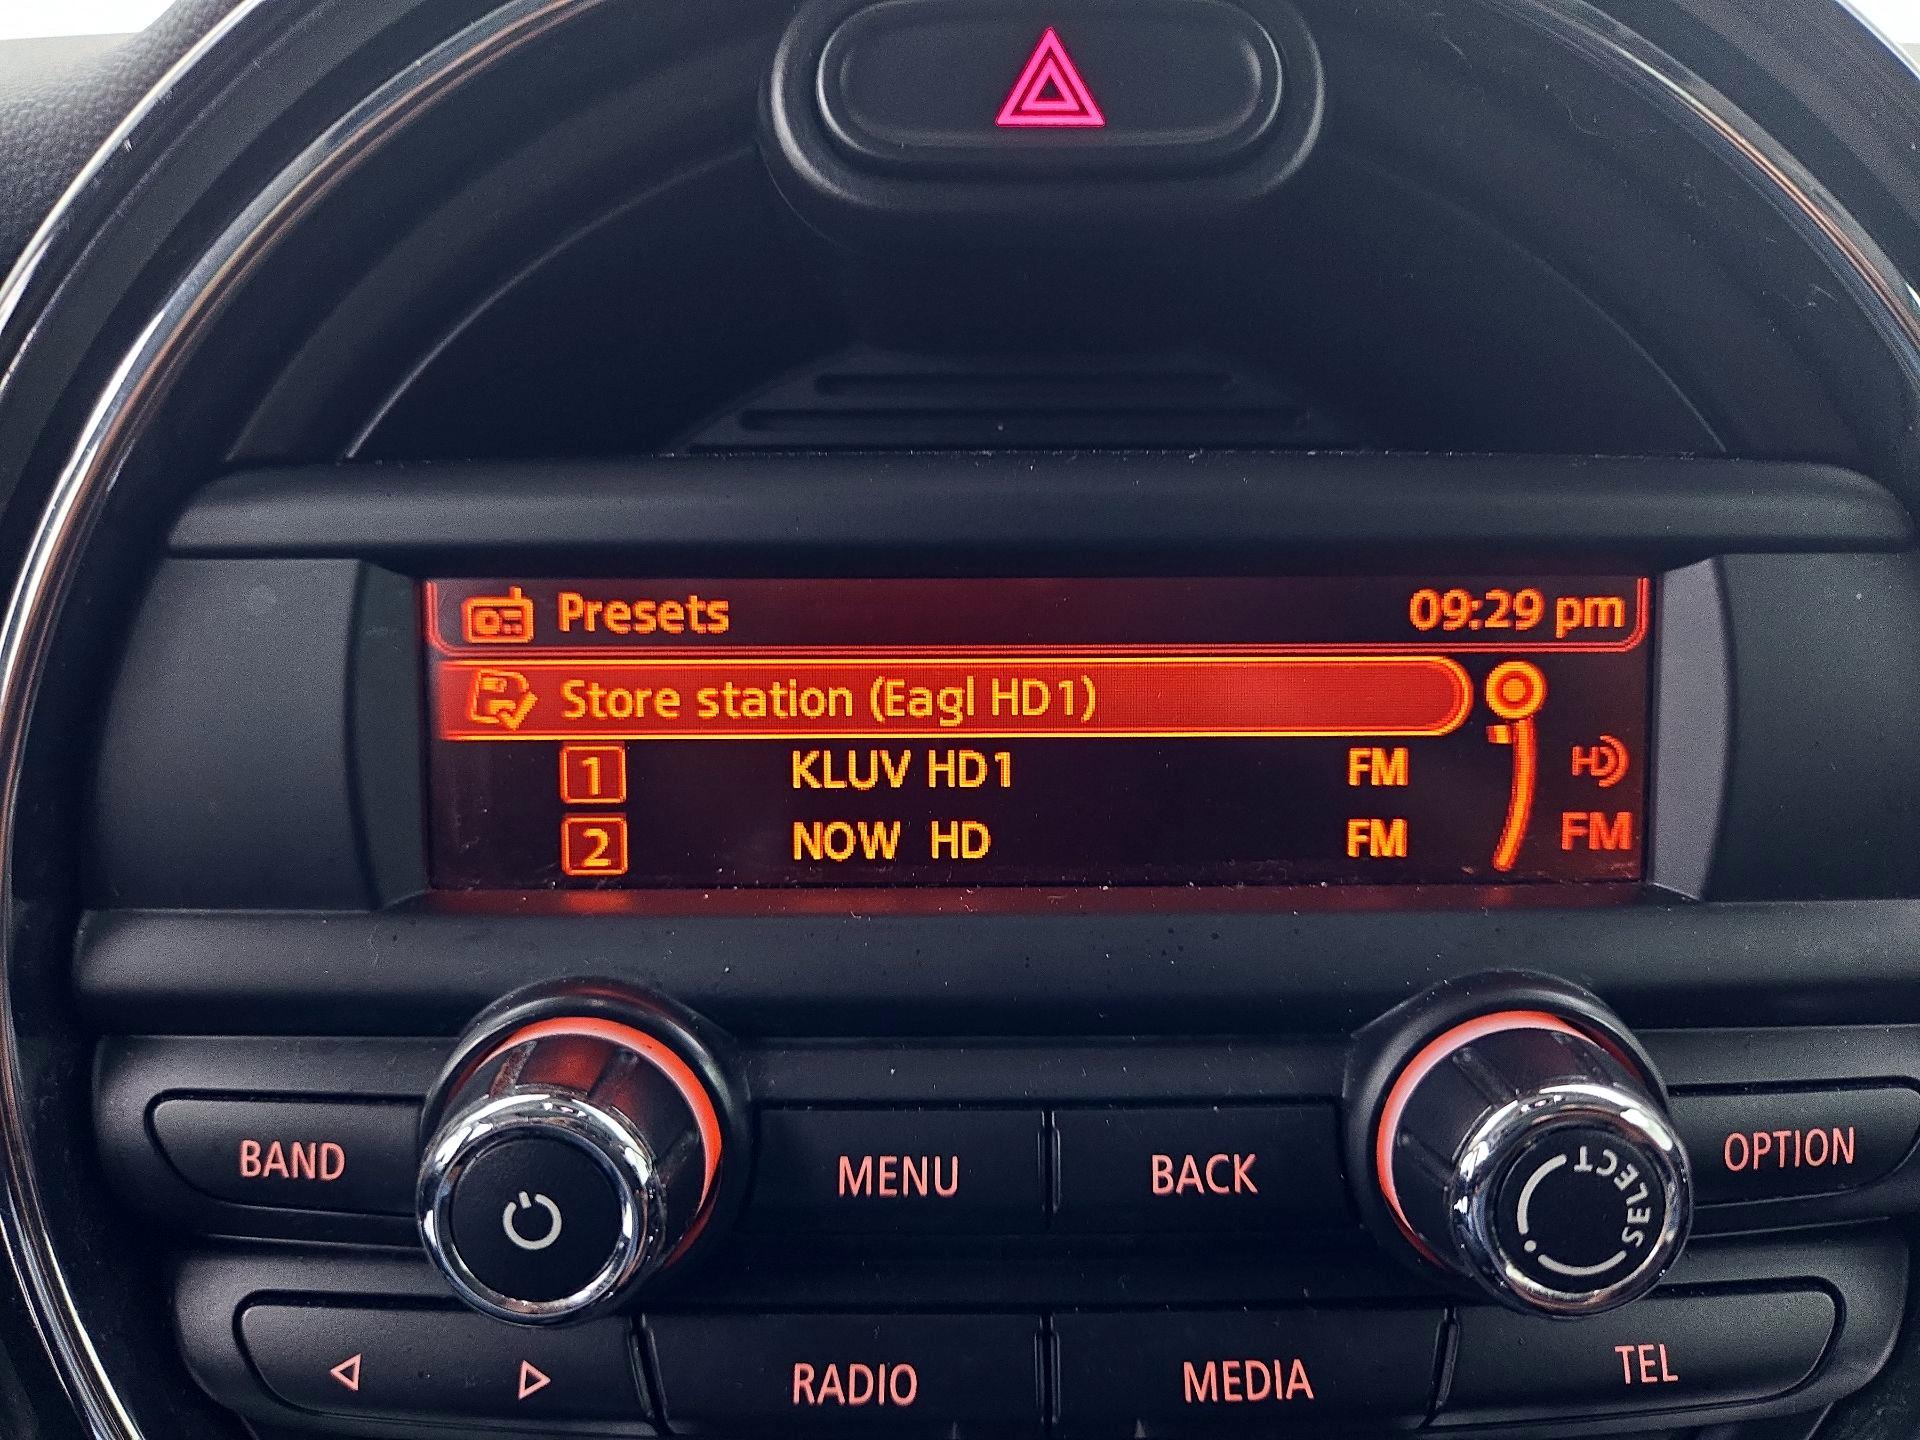 Presets 09:29 pm
Store station (Eagl HD1)
1 KLUV HD1 FM
HD
2 NOW HD FM
FM
BAND MENU BACK SELECT OPTION
RADIO MEDIA TEL